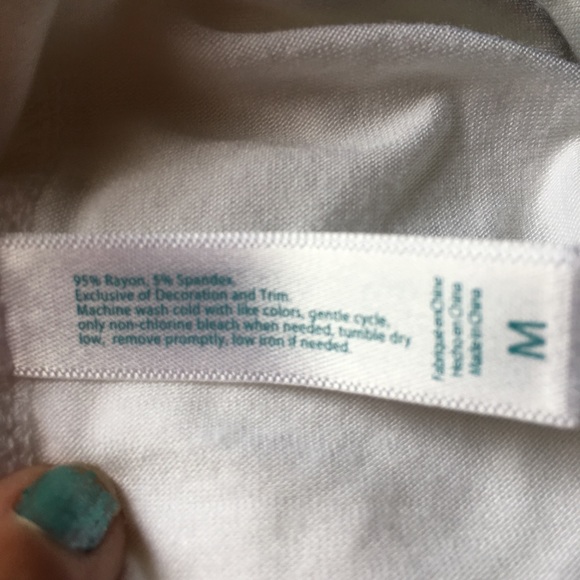 95% Rayon, 5% Spandex.
Exclusive of Decoration and Trim.
Machine wash cold with like colors, gentle cycle,
only non-chlorine bleach when needed, tumble dry
low, remove promptly, low iron if needed.
Fabriqué en Chine
Hecho en China
Made in China
M